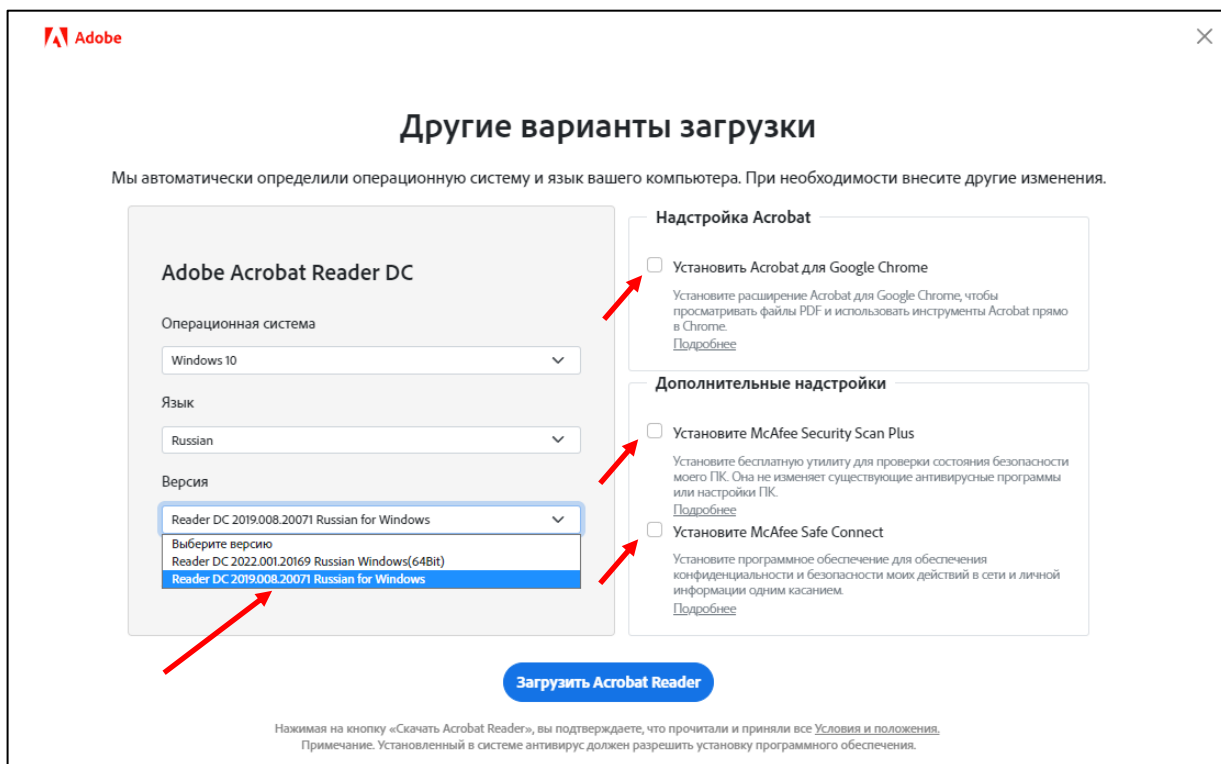 Adobe
Другие варианты загрузки
Мы автоматически определили операционную систему и язык вашего компьютера. При необходимости внесите другие изменения.
Adobe Acrobat Reader DC
Операционная система
Windows 10
Язык
Russian
Версия
Reader DC 2019.008.20071 Russian for Windows
Выберите версию
Reader DC 2022.001.20169 Russian Windows(64Bit)
Reader DC 2019.008.20071 Russian for Windows
Надстройка Acrobat
Установить Acrobat для Google Chrome
Установите расширение Acrobat для Google Chrome, чтобы
просматривать файлы PDF и использовать инструменты Acrobat прямо
в Chrome.
Подробнее
Дополнительные надстройки
Установите McAfee Security Scan Plus
Установите бесплатную утилиту для проверки состояния безопасности
моего ПК. Она не изменяет существующие антивирусные программы
или настройки ПК.
Подробнее
Установите McAfee Safe Connect
Установите программное обеспечение для обеспечения
конфиденциальности и безопасности моих действий в сети и личной
информации одним касанием.
Подробнее
Загрузить Acrobat Reader
Нажимая на кнопку «Скачать Acrobat Reader», вы подтверждаете, что прочитали и приняли все Условия и положения.
Примечание. Установленный в системе антивирус должен разрешить установку программного обеспечения.